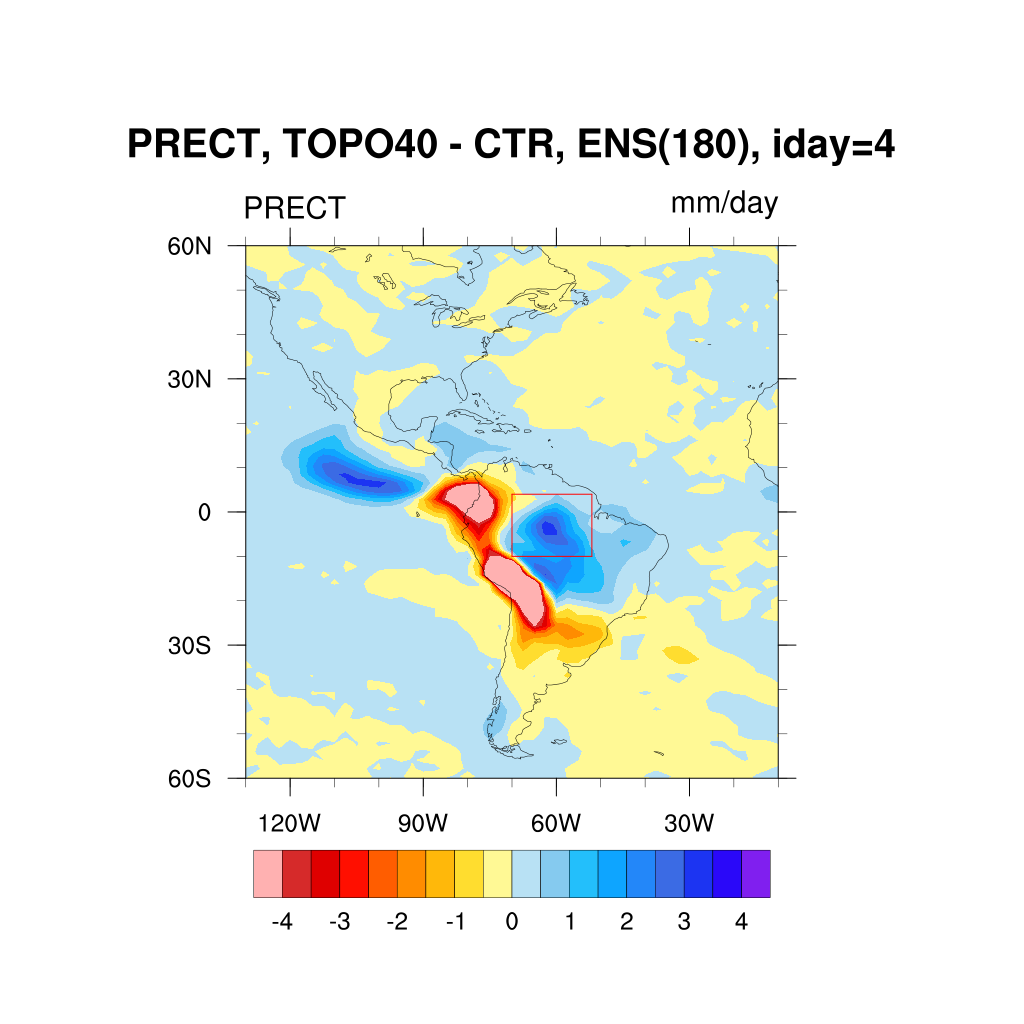 PRECT, TOPO40 - CTR, ENS(180), iday=4
PRECT mm/day
60N
30N
0
30S
60S
120W 90W 60W 30W
-4 -3 -2 -1 0 1 2 3 4